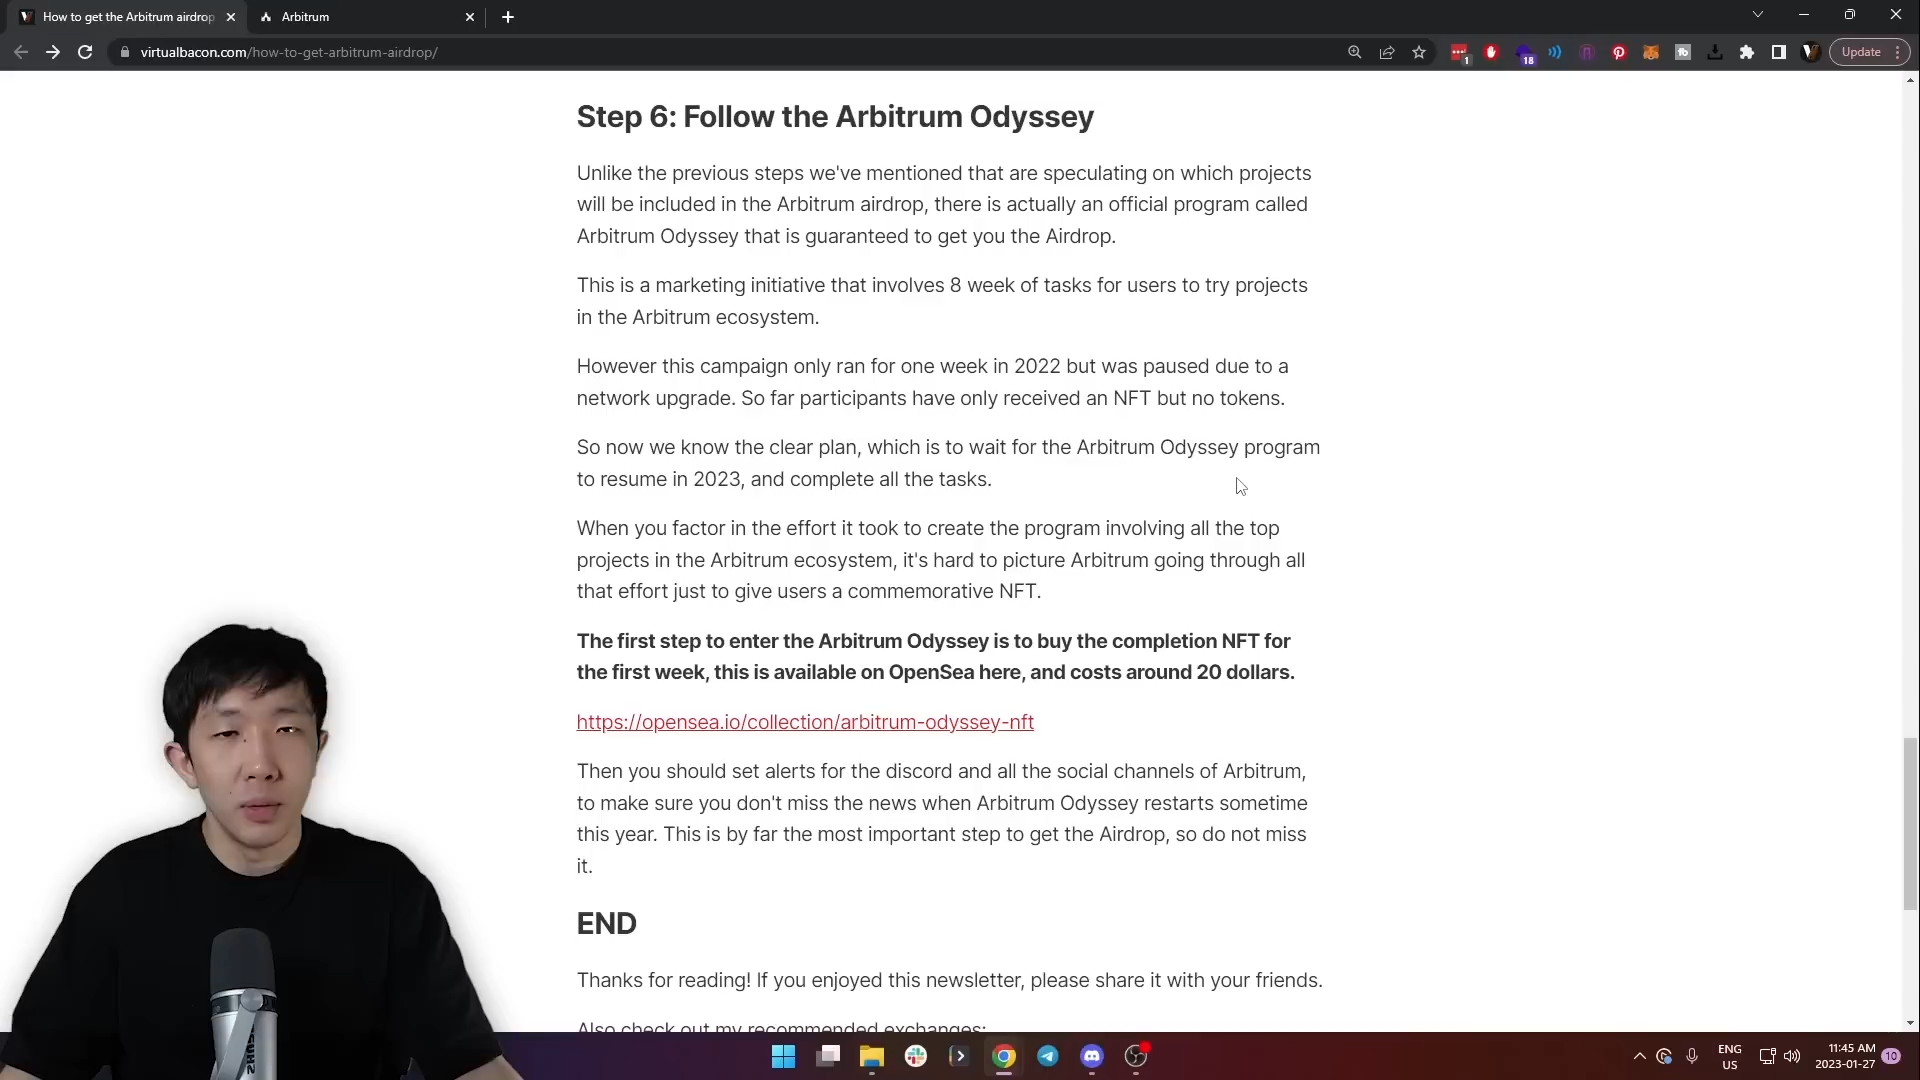 How to get the Arbitrum airdrop
Arbitrum
virtualbacon.com/how-to-get-arbitrum-airdrop/
1
18
Update
Step 6: Follow the Arbitrum Odyssey
Unlike the previous steps we've mentioned that are speculating on which projects
will be included in the Arbitrum airdrop, there is actually an official program called
Arbitrum Odyssey that is guaranteed to get you the Airdrop.
This is a marketing initiative that involves 8 week of tasks for users to try projects
in the Arbitrum ecosystem.
However this campaign only ran for one week in 2022 but was paused due to a
network upgrade. So far participants have only received an NFT but no tokens.
So now we know the clear plan, which is to wait for the Arbitrum Odyssey program
to resume in 2023, and complete all the tasks.
When you factor in the effort it took to create the program involving all the top
projects in the Arbitrum ecosystem, it's hard to picture Arbitrum going through all
that effort just to give users a commemorative NFT.
The first step to enter the Arbitrum Odyssey is to buy the completion NFT for
the first week, this is available on OpenSea here, and costs around 20 dollars.
https://opensea.io/collection/arbitrum-odyssey-nft
Then you should set alerts for the discord and all the social channels of Arbitrum,
to make sure you don't miss the news when Arbitrum Odyssey restarts sometime
this year. This is by far the most important step to get the Airdrop, so do not miss
it.
END
Thanks for reading! If you enjoyed this newsletter, please share it with your friends.
Also check out my recommended exchanges:
ENG
US
11:45 AM
2023-01-27
10